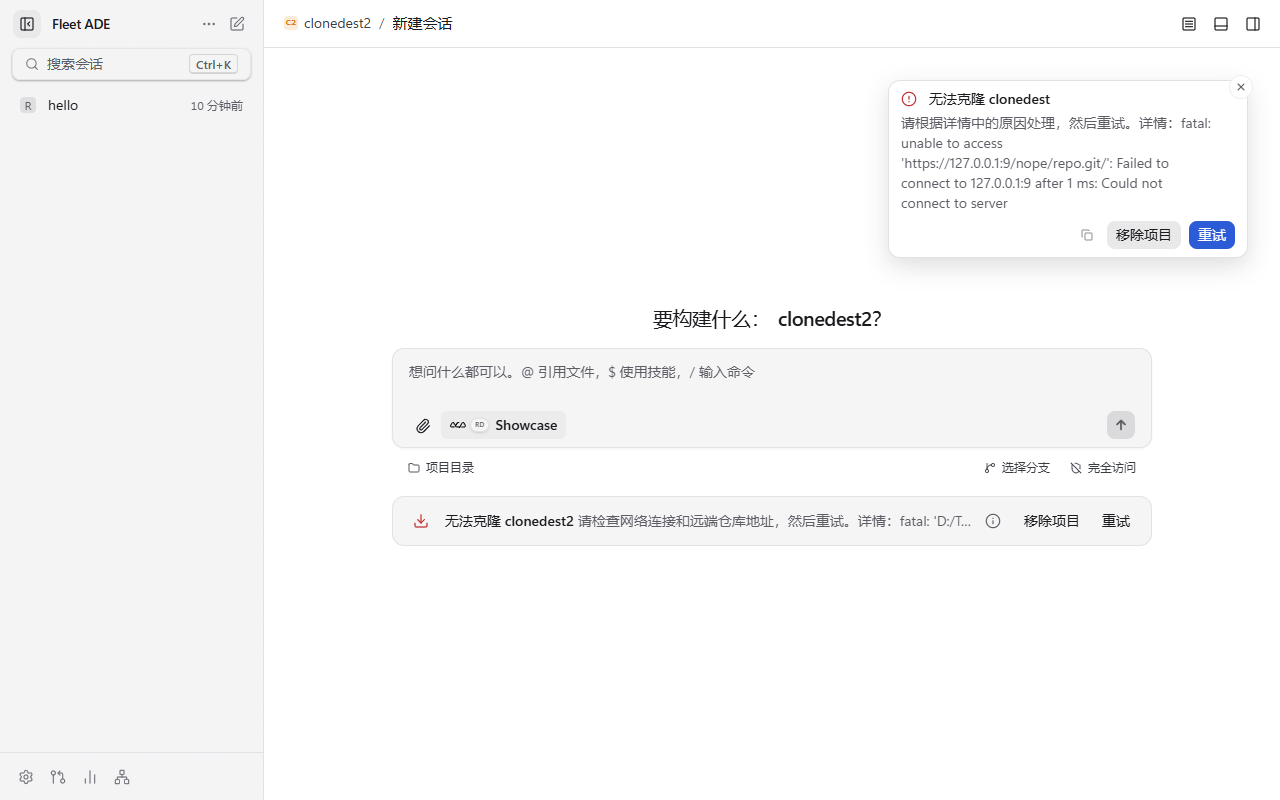 Fleet ADE
搜索会话
Ctrl+K
R hello 10 分钟前
C2 clonedest2 / 新建会话
无法克隆 clonedest
请根据详情中的原因处理，然后重试。详情：fatal:
unable to access
'https://127.0.0.1:9/nope/repo.git/': Failed to
connect to 127.0.0.1:9 after 1 ms: Could not
connect to server
移除项目 重试
要构建什么： clonedest2?
想问什么都可以。@ 引用文件，$ 使用技能，/ 输入命令
RD Showcase
项目目录 选择分支 完全访问
无法克隆 clonedest2 请检查网络连接和远端仓库地址，然后重试。详情：fatal: 'D:/T... 移除项目 重试